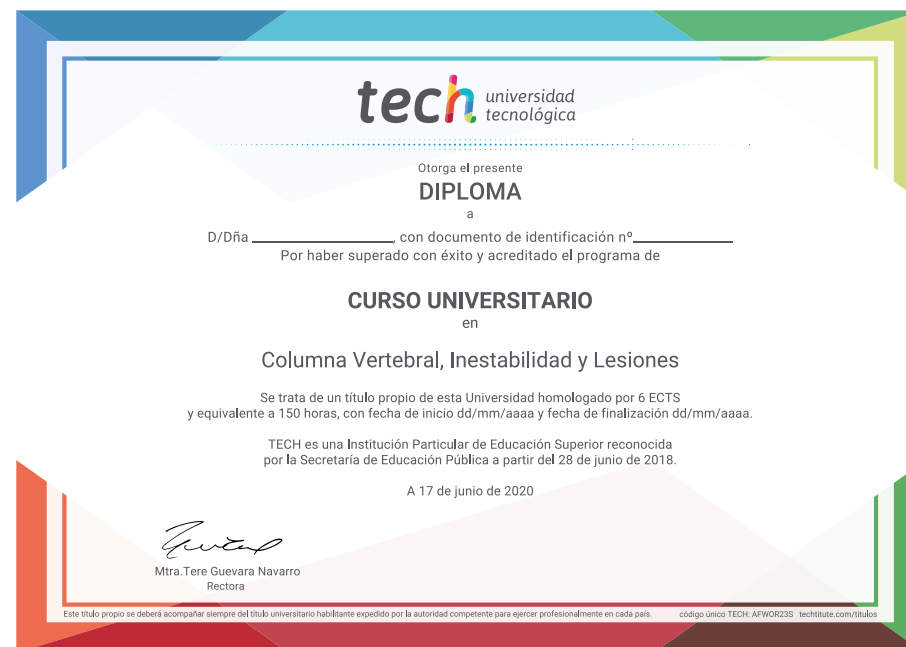 tech universidad
tecnológica
Otorga el presente
DIPLOMA
a
D/Dña ____________________, con documento de identificación nº______________
Por haber superado con éxito y acreditado el programa de
CURSO UNIVERSITARIO
en
Columna Vertebral, Inestabilidad y Lesiones
Se trata de un título propio de esta Universidad homologado por 6 ECTS
y equivalente a 150 horas, con fecha de inicio dd/mm/aaaa y fecha de finalización dd/mm/aaaa.
TECH es una Institución Particular de Educación Superior reconocida
por la Secretaría de Educación Pública a partir del 28 de junio de 2018.
A 17 de junio de 2020
Mtra.Tere Guevara Navarro
Rectora
Este título propio se deberá acompañar siempre del título universitario habilitante expedido por la autoridad competente para ejercer profesionalmente en cada país. código único TECH: AFWOR23S techtitute.com/titulos